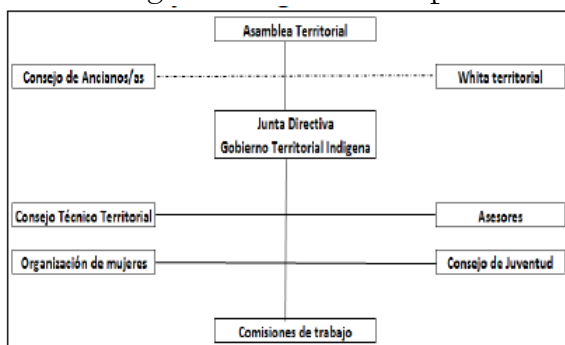 Asamblea Territorial
Consejo de Ancianos/as
Whita territorial
Junta Directiva
Gobierno Territorial Indigena
Consejo Técnico Territorial
Asesores
Organización de mujeres
Consejo de Juventud
Comisiones de trabajo